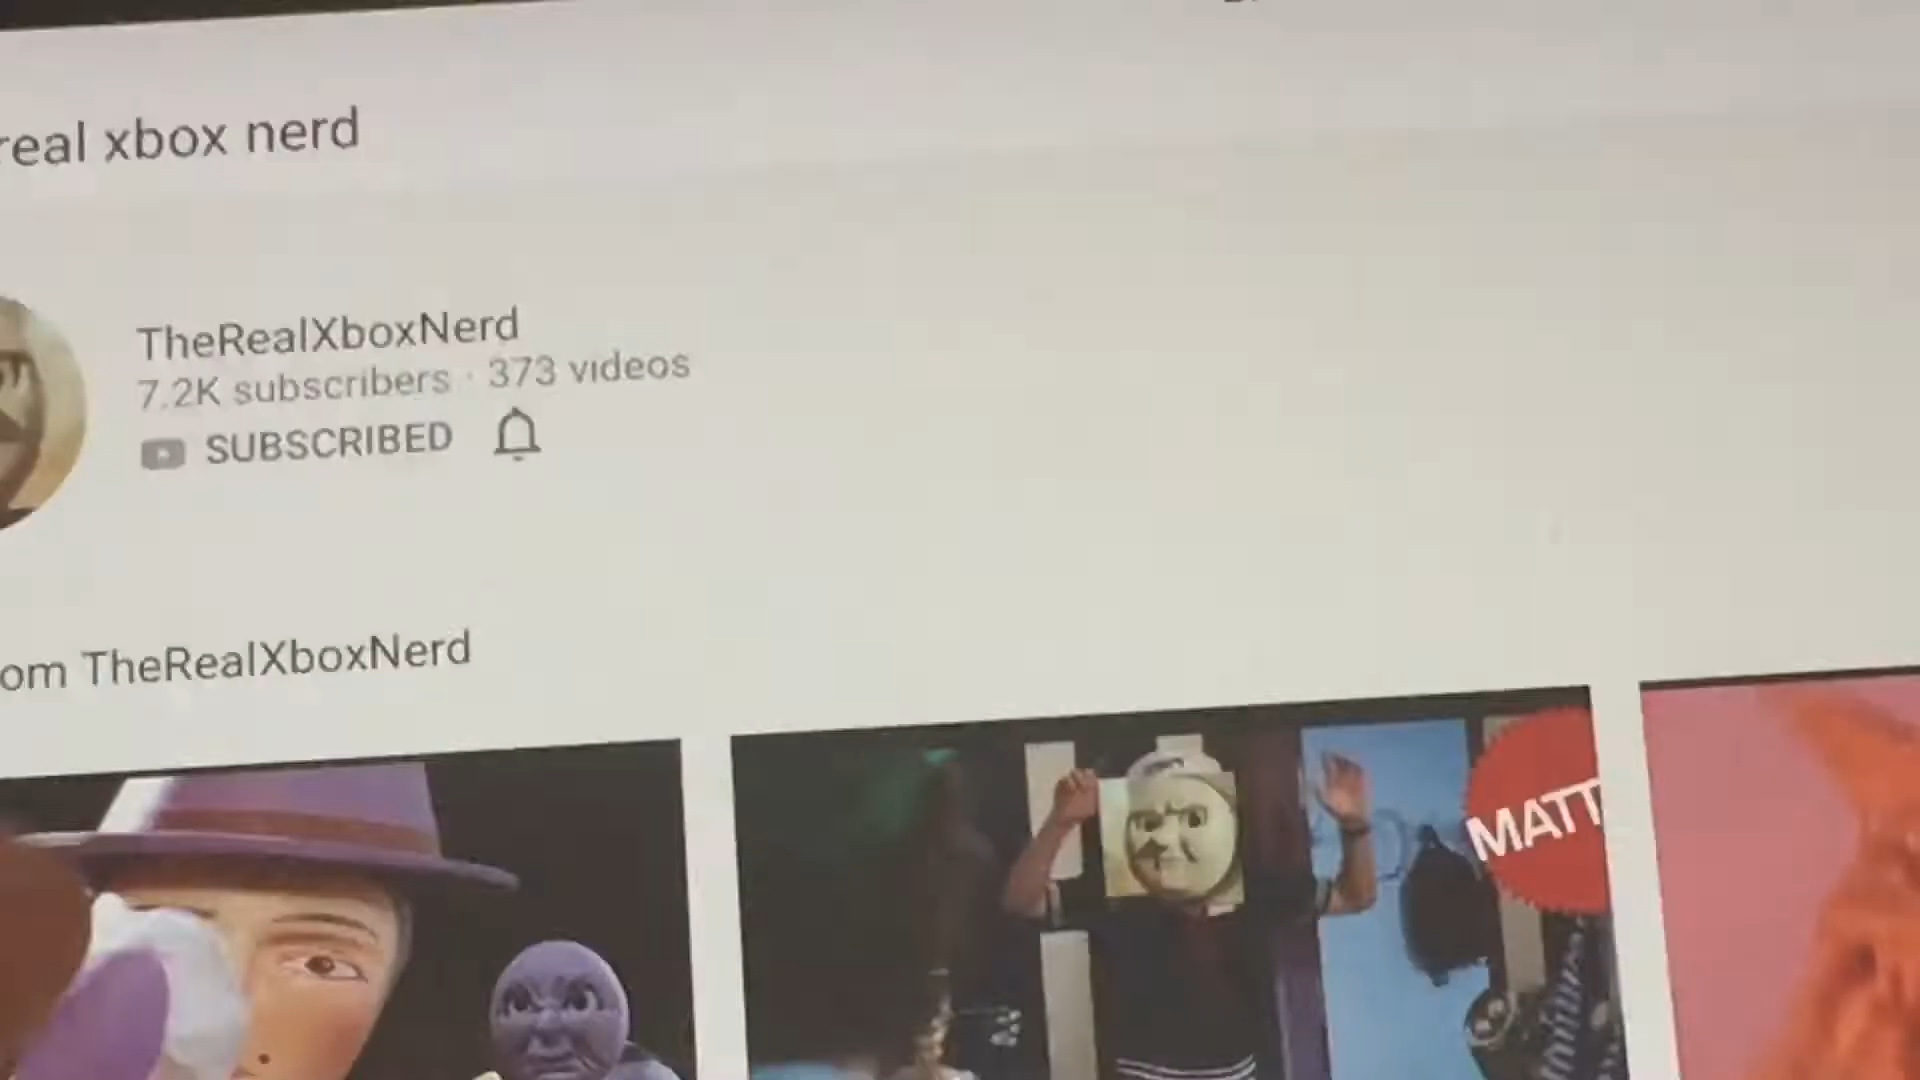 real xbox nerd
TheRealXboxNerd
7.2K subscribers · 373 videos
SUBSCRIBED
om TheRealXboxNerd
MATT